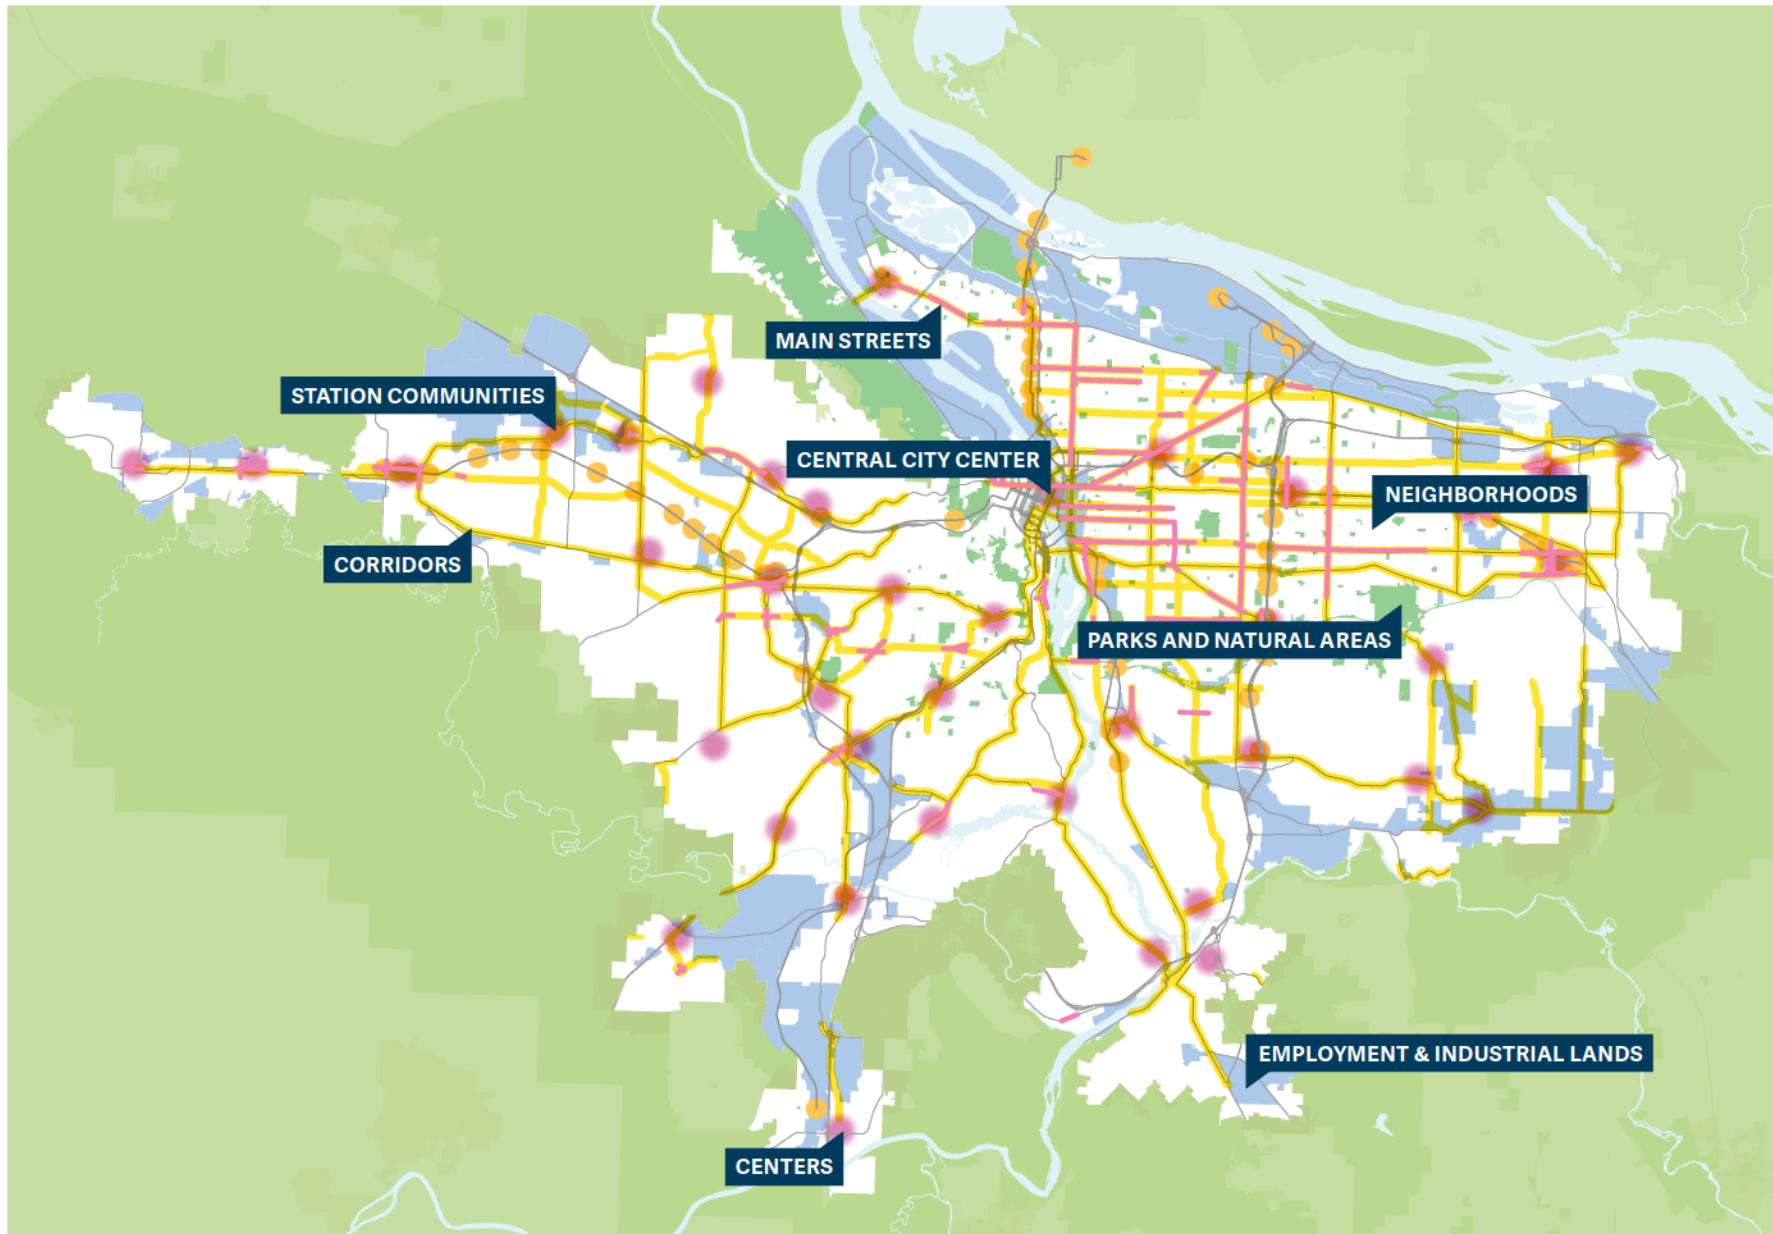 MAIN STREETS
STATION COMMUNITIES
CENTRAL CITY CENTER
NEIGHBORHOODS
CORRIDORS
PARKS AND NATURAL AREAS
EMPLOYMENT & INDUSTRIAL LANDS
CENTERS